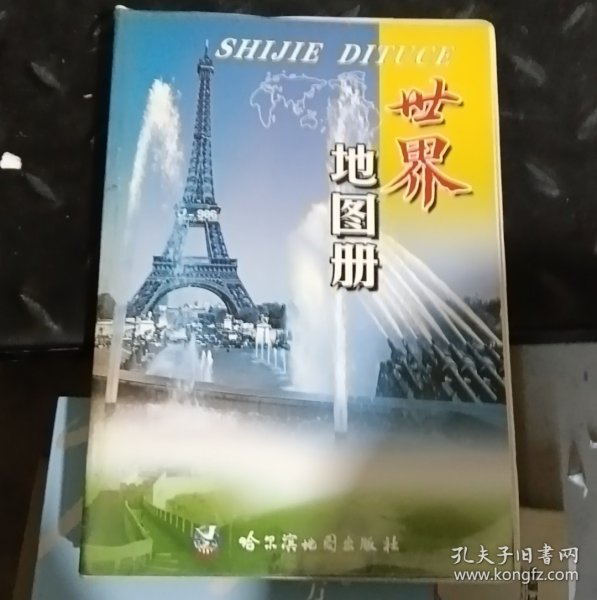 SHIJIE DITUCE
世界
地图册
哈尔滨地图出版社
孔夫子旧书网
www.kongfz.com